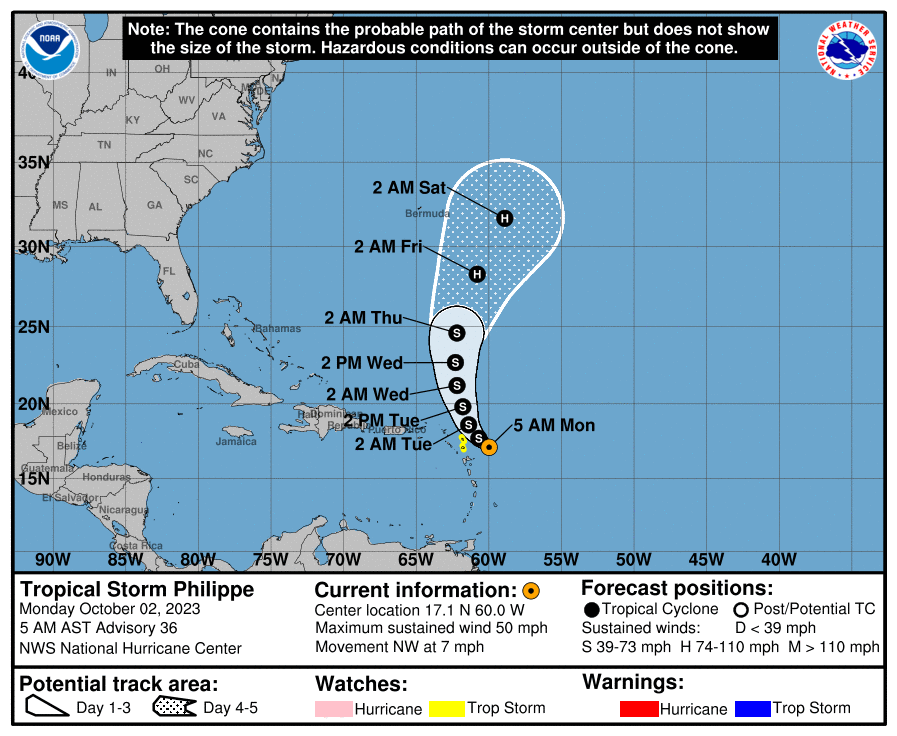 Note: The cone contains the probable path of the storm center but does not show
the size of the storm. Hazardous conditions can occur outside of the cone.
NOAA
NATIONAL WEATHER SERVICE
IN
OH
WV
KY
VA
TN
NC
SC
MS
AL
GA
FL
35N
30N
25N
20N
15N
2 AM Sat
Bermuda
2 AM Fri
2 AM Thu
2 PM Wed
2 AM Wed
2 PM Tue
2 AM Tue
5 AM Mon
H
H
S
S
S
S
S
S
Bahamas
Cuba
Mexico
Jamaica
Puerto Rico
Belize
Guatemala
Honduras
El Salvador
Nicaragua
Costa Rica
90W 85W 80W 75W 70W 65W 60W 55W 50W 45W 40W
Tropical Storm Philippe
Monday October 02, 2023
5 AM AST Advisory 36
NWS National Hurricane Center
Current information:
Center location 17.1 N 60.0 W
Maximum sustained wind 50 mph
Movement NW at 7 mph
Forecast positions:
Tropical Cyclone Post/Potential TC
Sustained winds: D < 39 mph
S 39-73 mph H 74-110 mph M > 110 mph
Potential track area:
Day 1-3 Day 4-5
Watches:
Hurricane Trop Storm
Warnings:
Hurricane Trop Storm